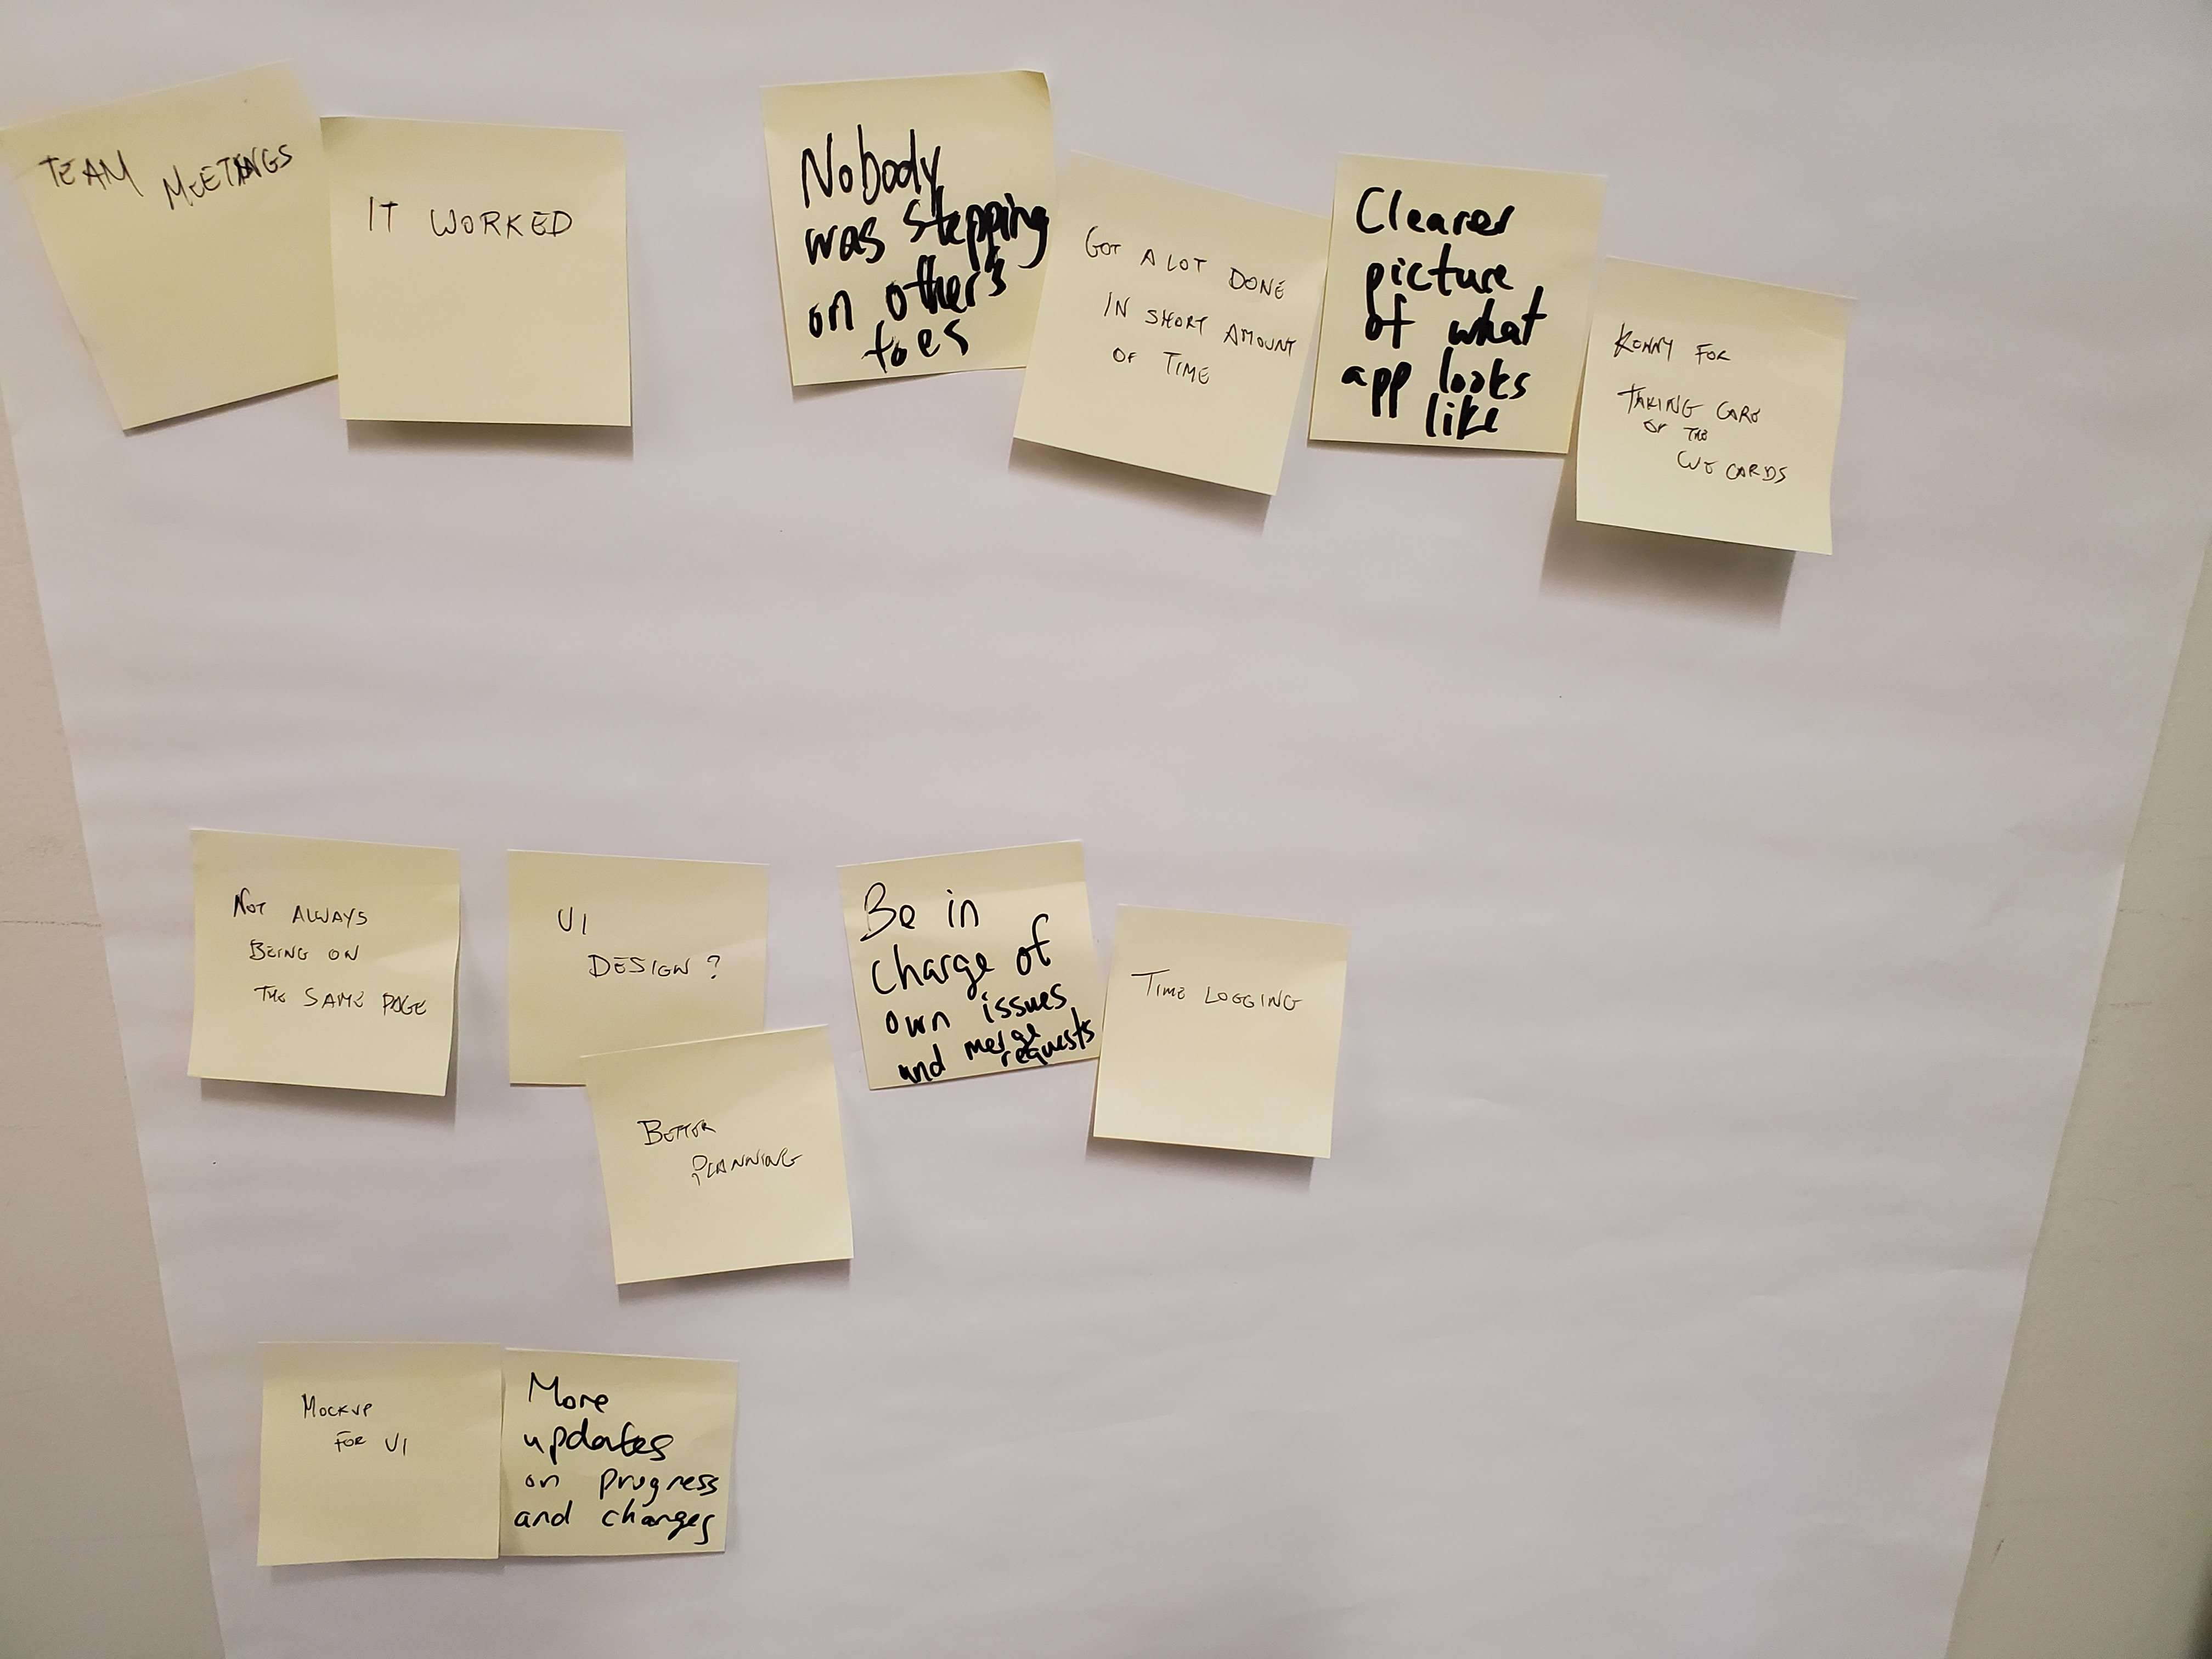 TEAM MEETINGS
IT WORKED
Nobody
was stepping
on other's
toes
GOT A LOT DONE
IN SHORT AMOUNT
OF TIME
Clearer
picture
of what
app looks
like
FOR
TAKING CARE
OF THE
CARDS
NOT ALWAYS
BEING ON
THE SAME PAGE
UI
DESIGN?
BETTER
PLANNING
Be in
charge of
own issues
and merge
requests
TIME LOGGING
MOCKUP
FOR UI
More
updates
on progress
and changes